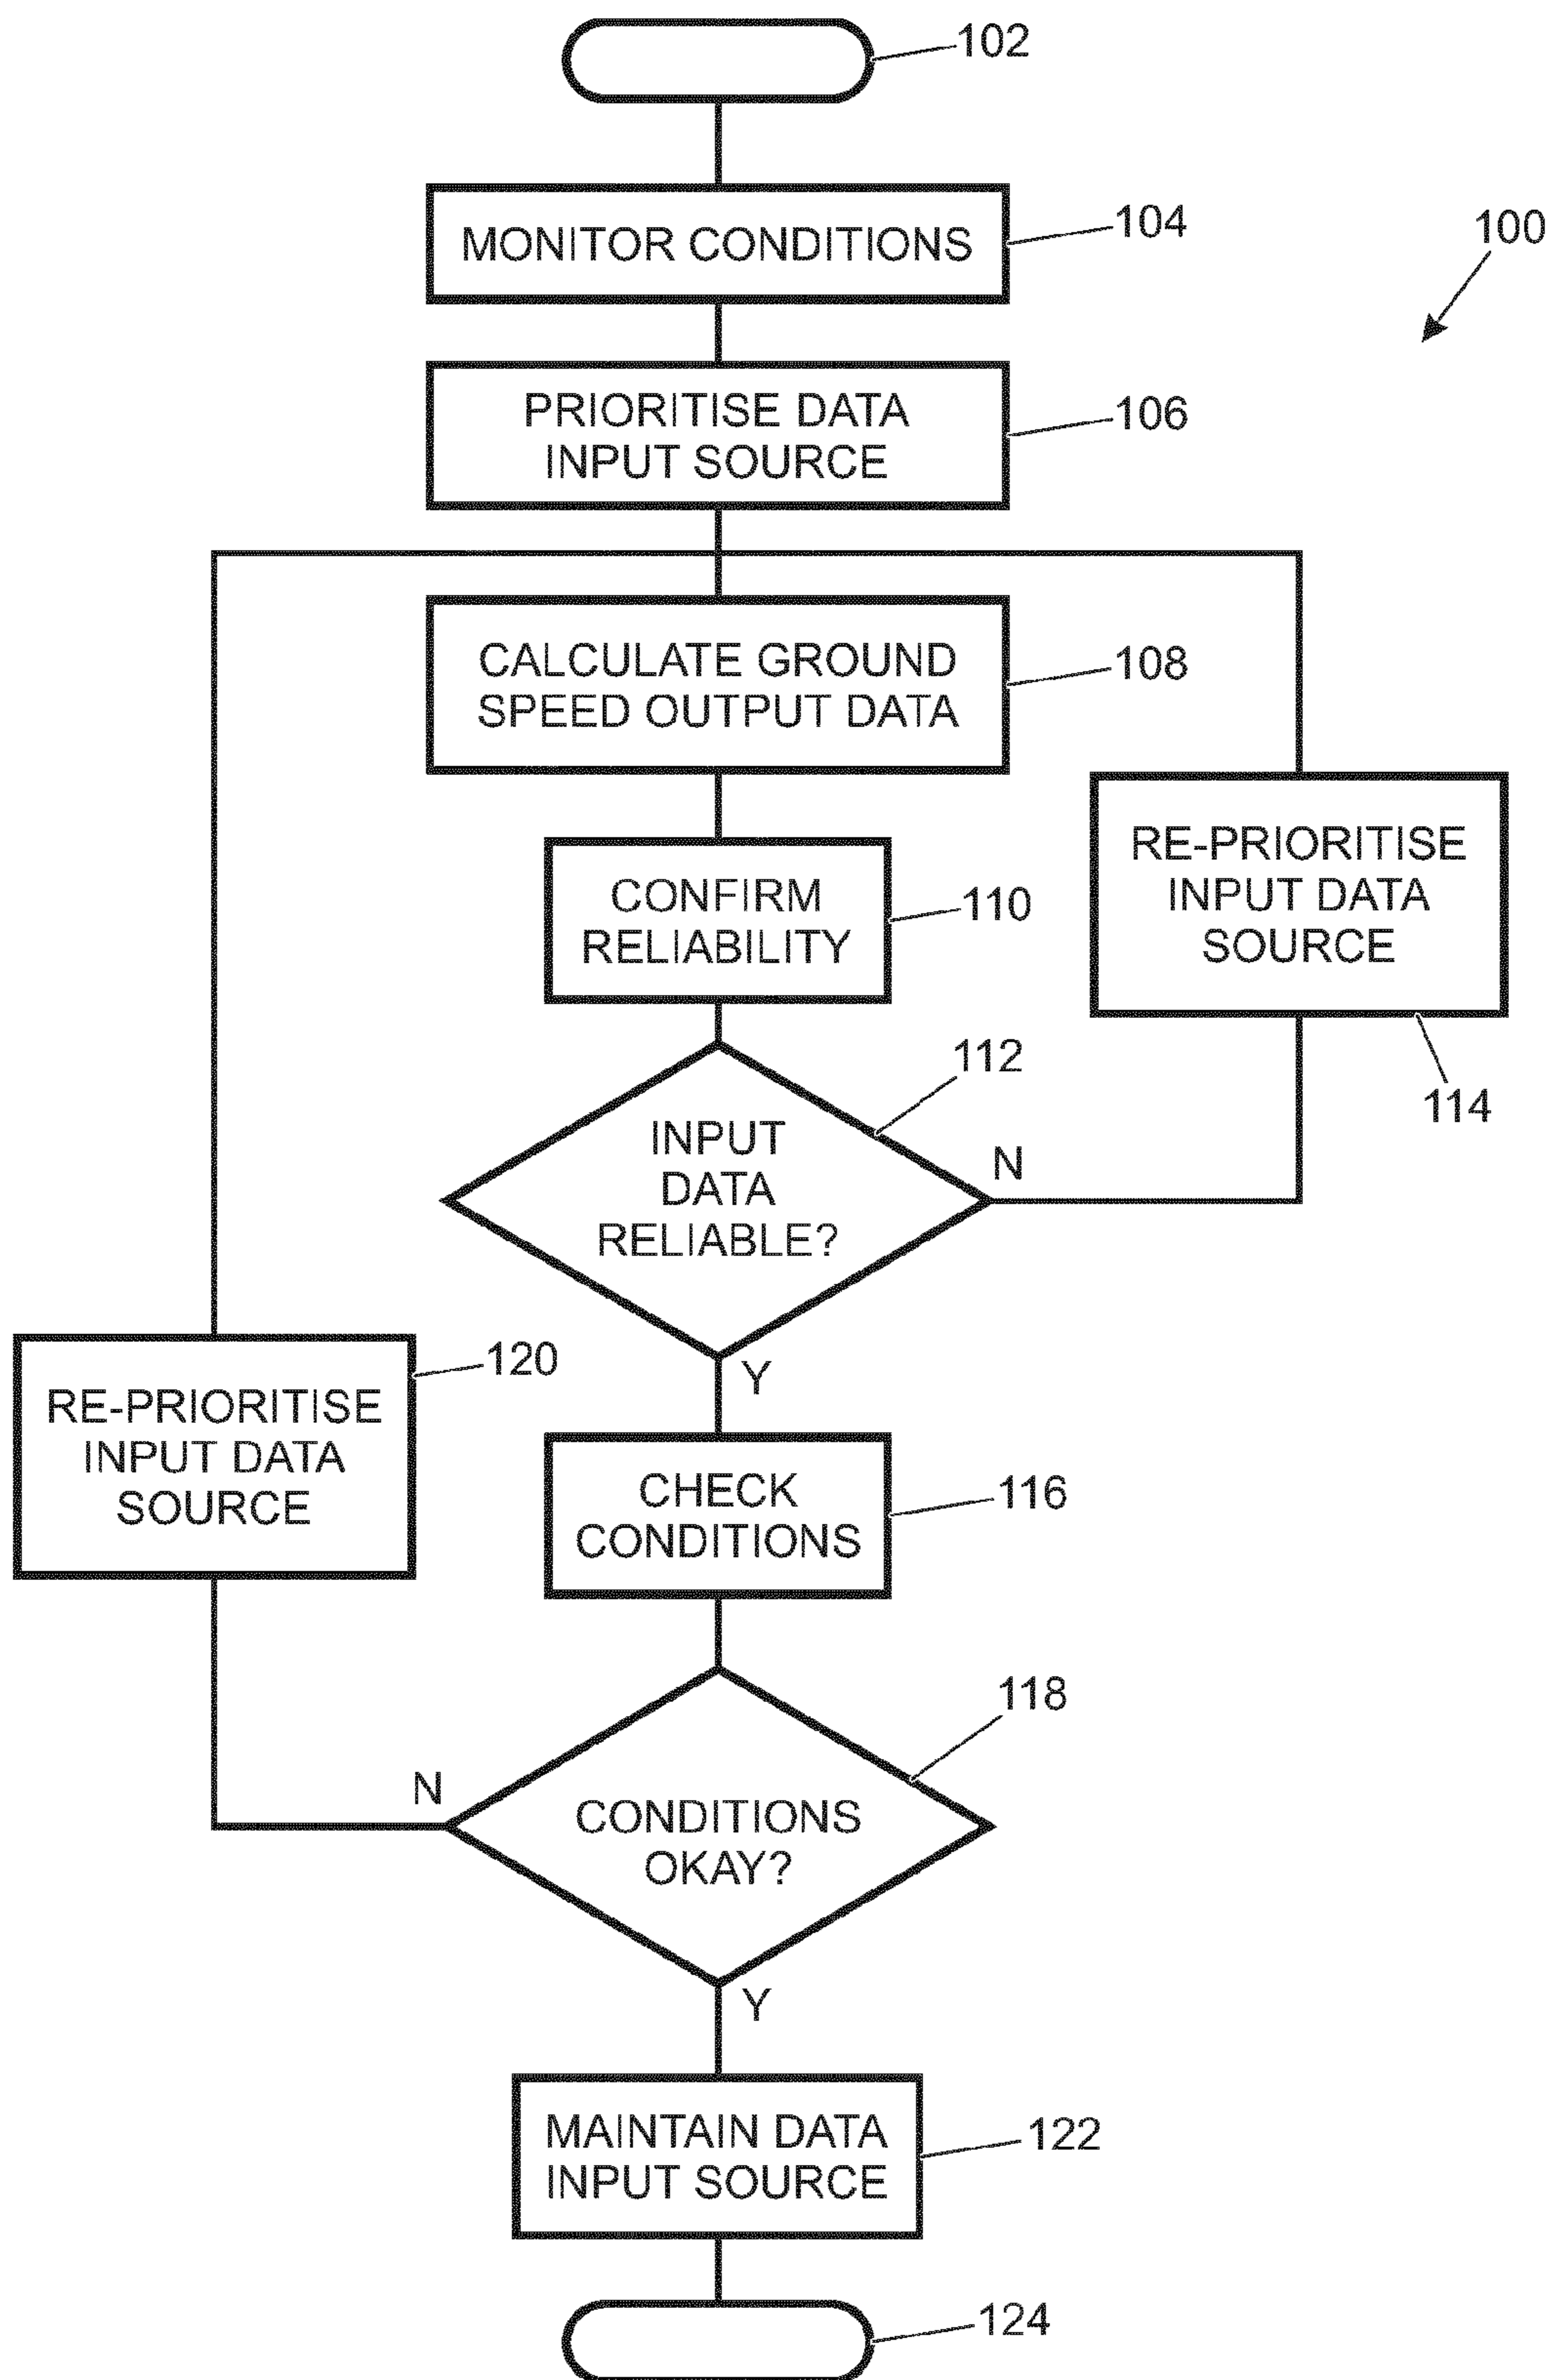 102
MONITOR CONDITIONS
104
100
PRIORITISE DATA
INPUT SOURCE
106
CALCULATE GROUND
SPEED OUTPUT DATA
108
CONFIRM
RELIABILITY
110
RE-PRIORITISE
INPUT DATA
SOURCE
114
112
INPUT
DATA
RELIABLE?
N
Y
120
RE-PRIORITISE
INPUT DATA
SOURCE
CHECK
CONDITIONS
116
118
N
CONDITIONS
OKAY?
Y
MAINTAIN DATA
INPUT SOURCE
122
124